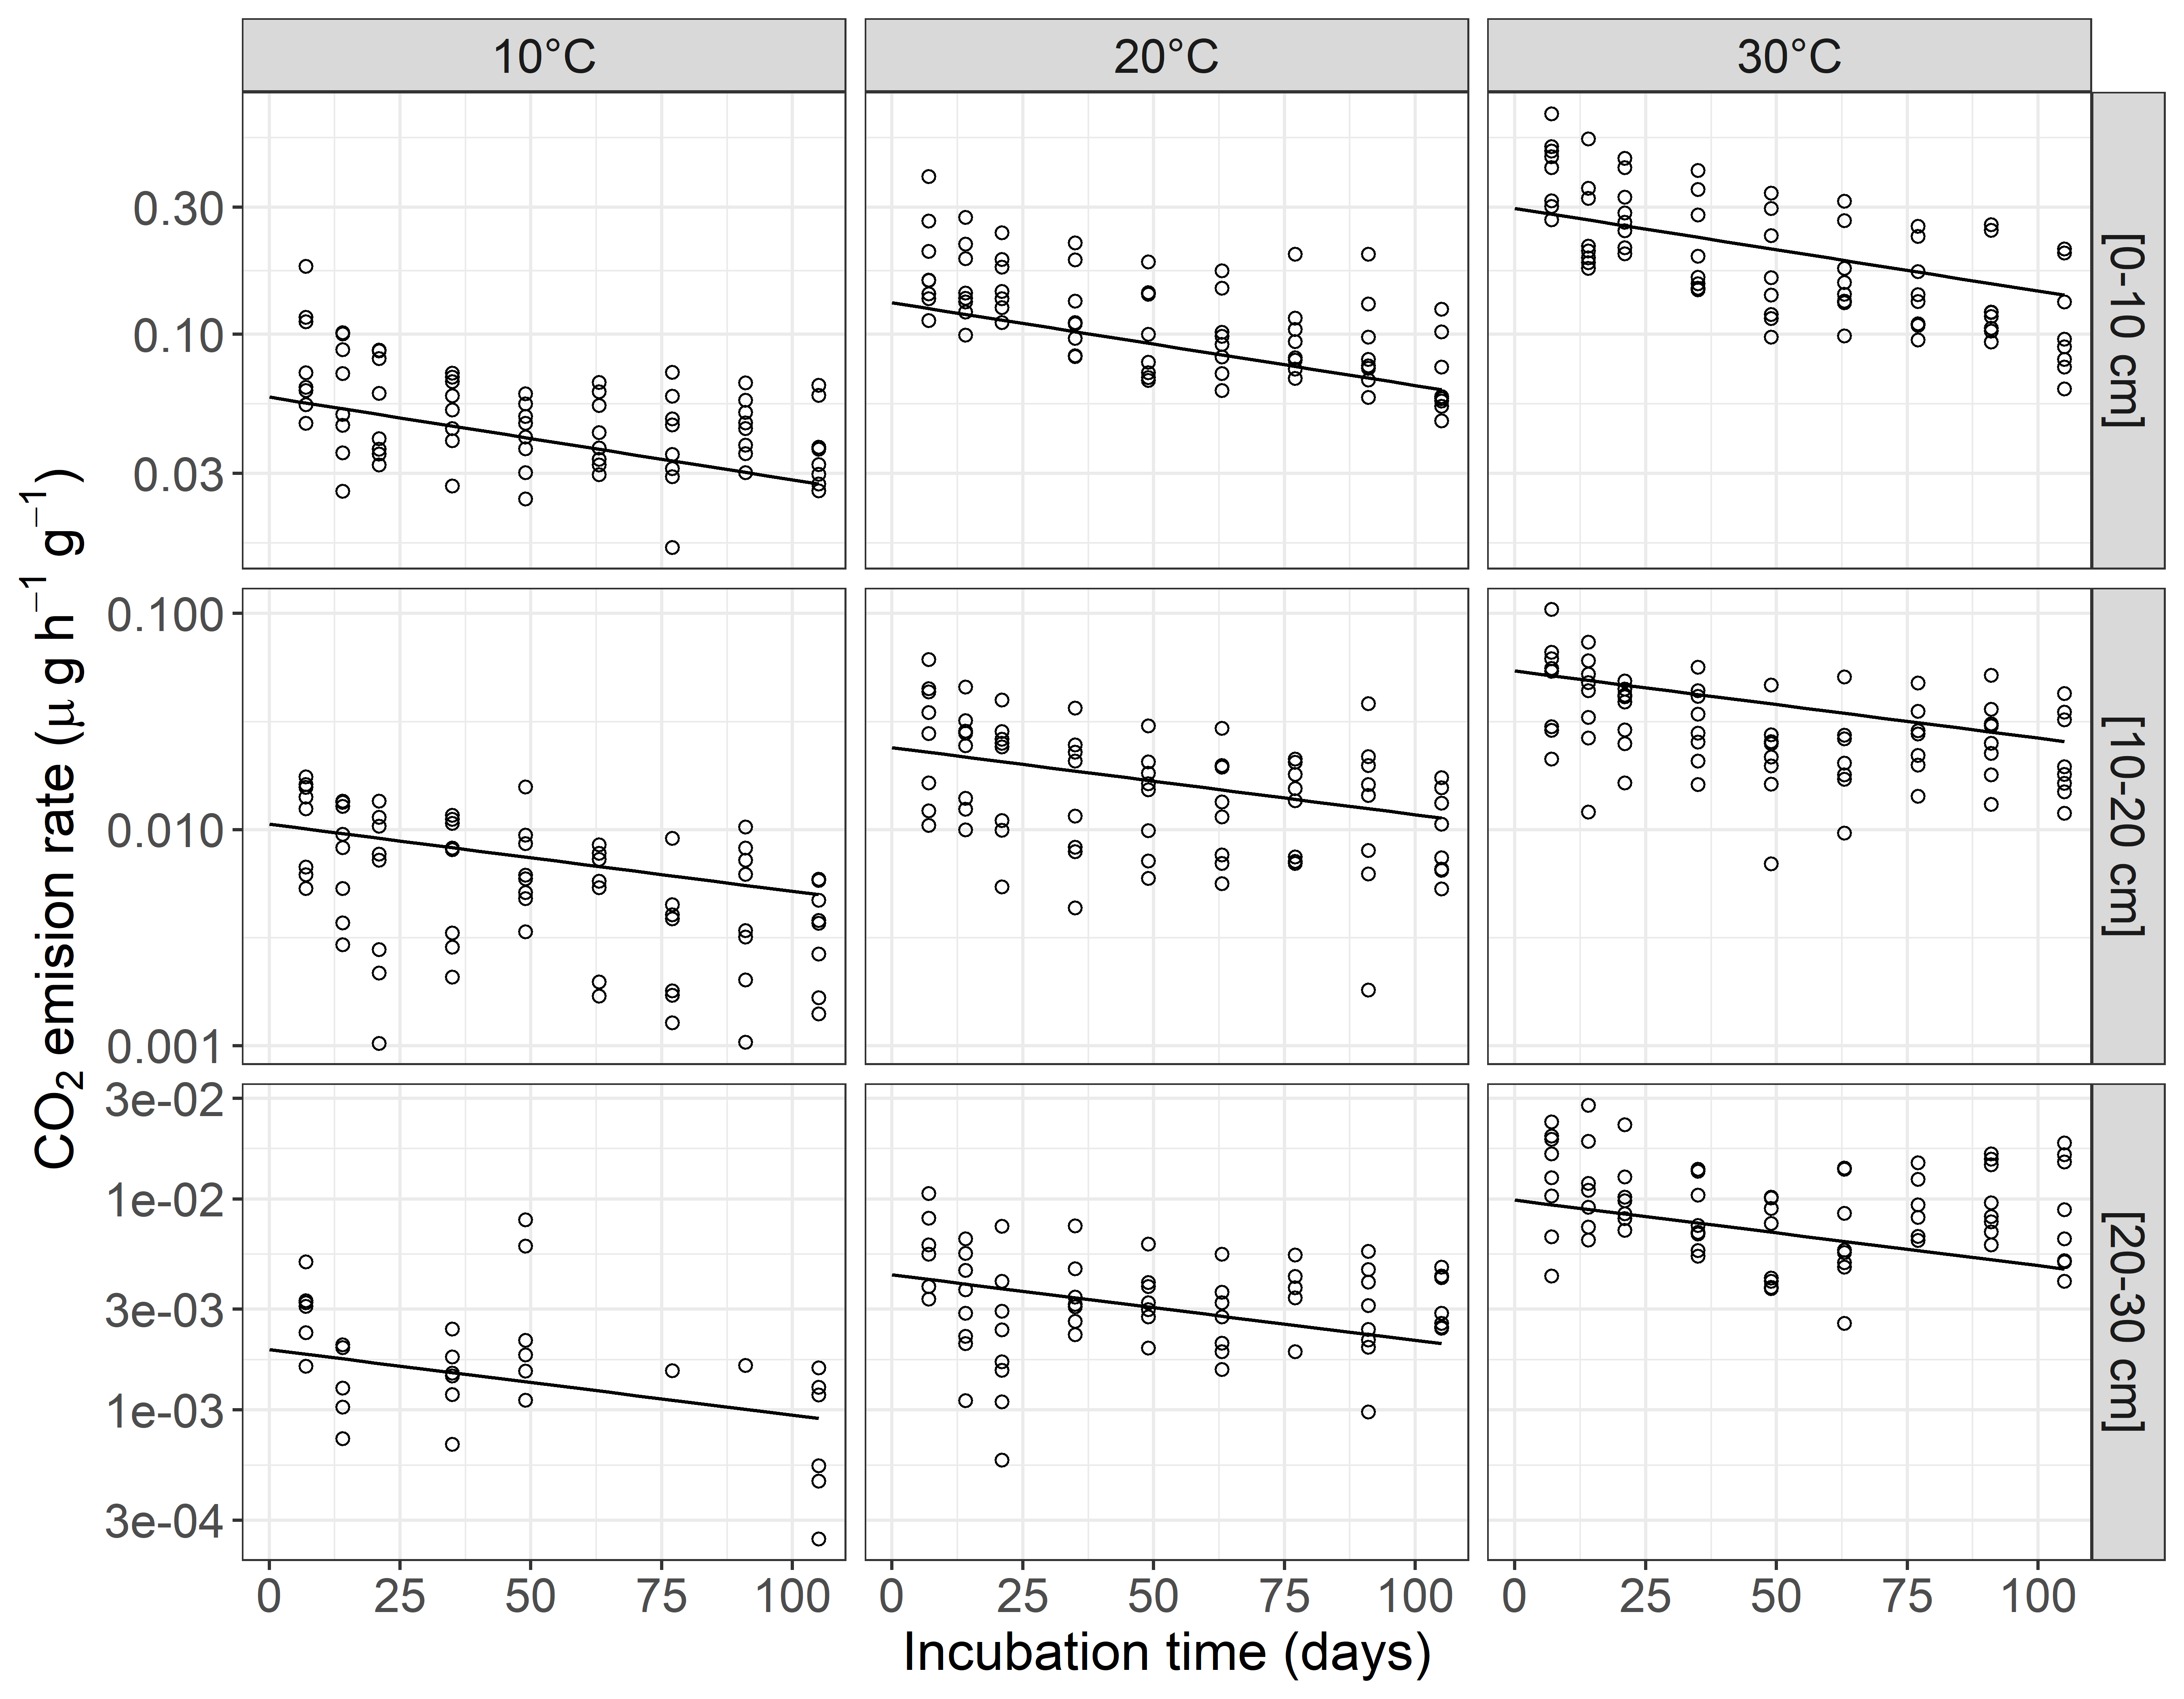 10°C 20°C 30°C
0.30
0.10
0.03
[0-10 cm]
0.100
0.010
0.001
[10-20 cm]
3e-02
1e-02
3e-03
1e-03
3e-04
[20-30 cm]
CO₂ emission rate (μ g h⁻¹ g⁻¹)
0 25 50 75 100 0 25 50 75 100 0 25 50 75 100
Incubation time (days)